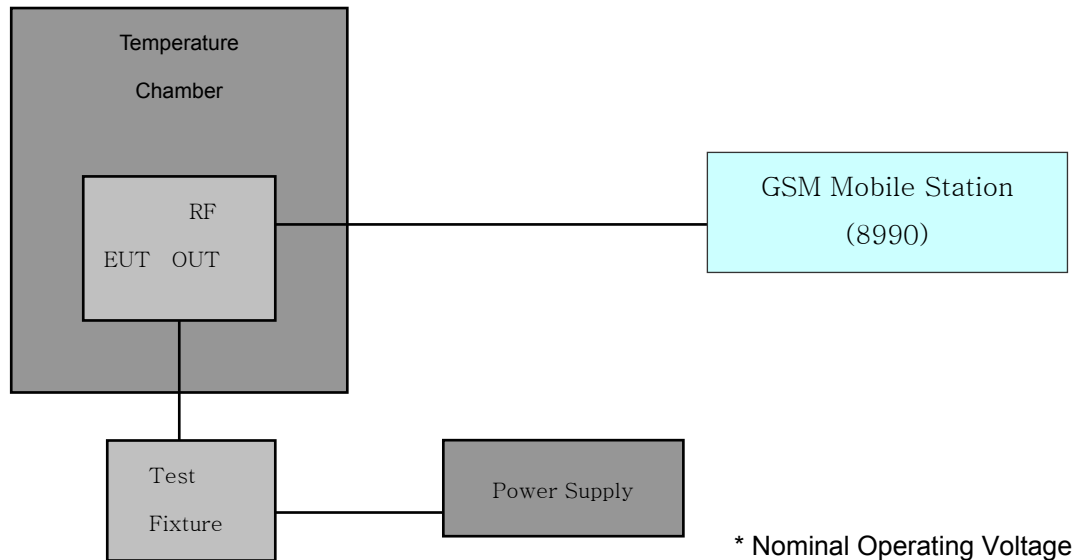 Temperature
Chamber
RF
EUT OUT
GSM Mobile Station
(8990)
Test
Fixture
Power Supply
* Nominal Operating Voltage